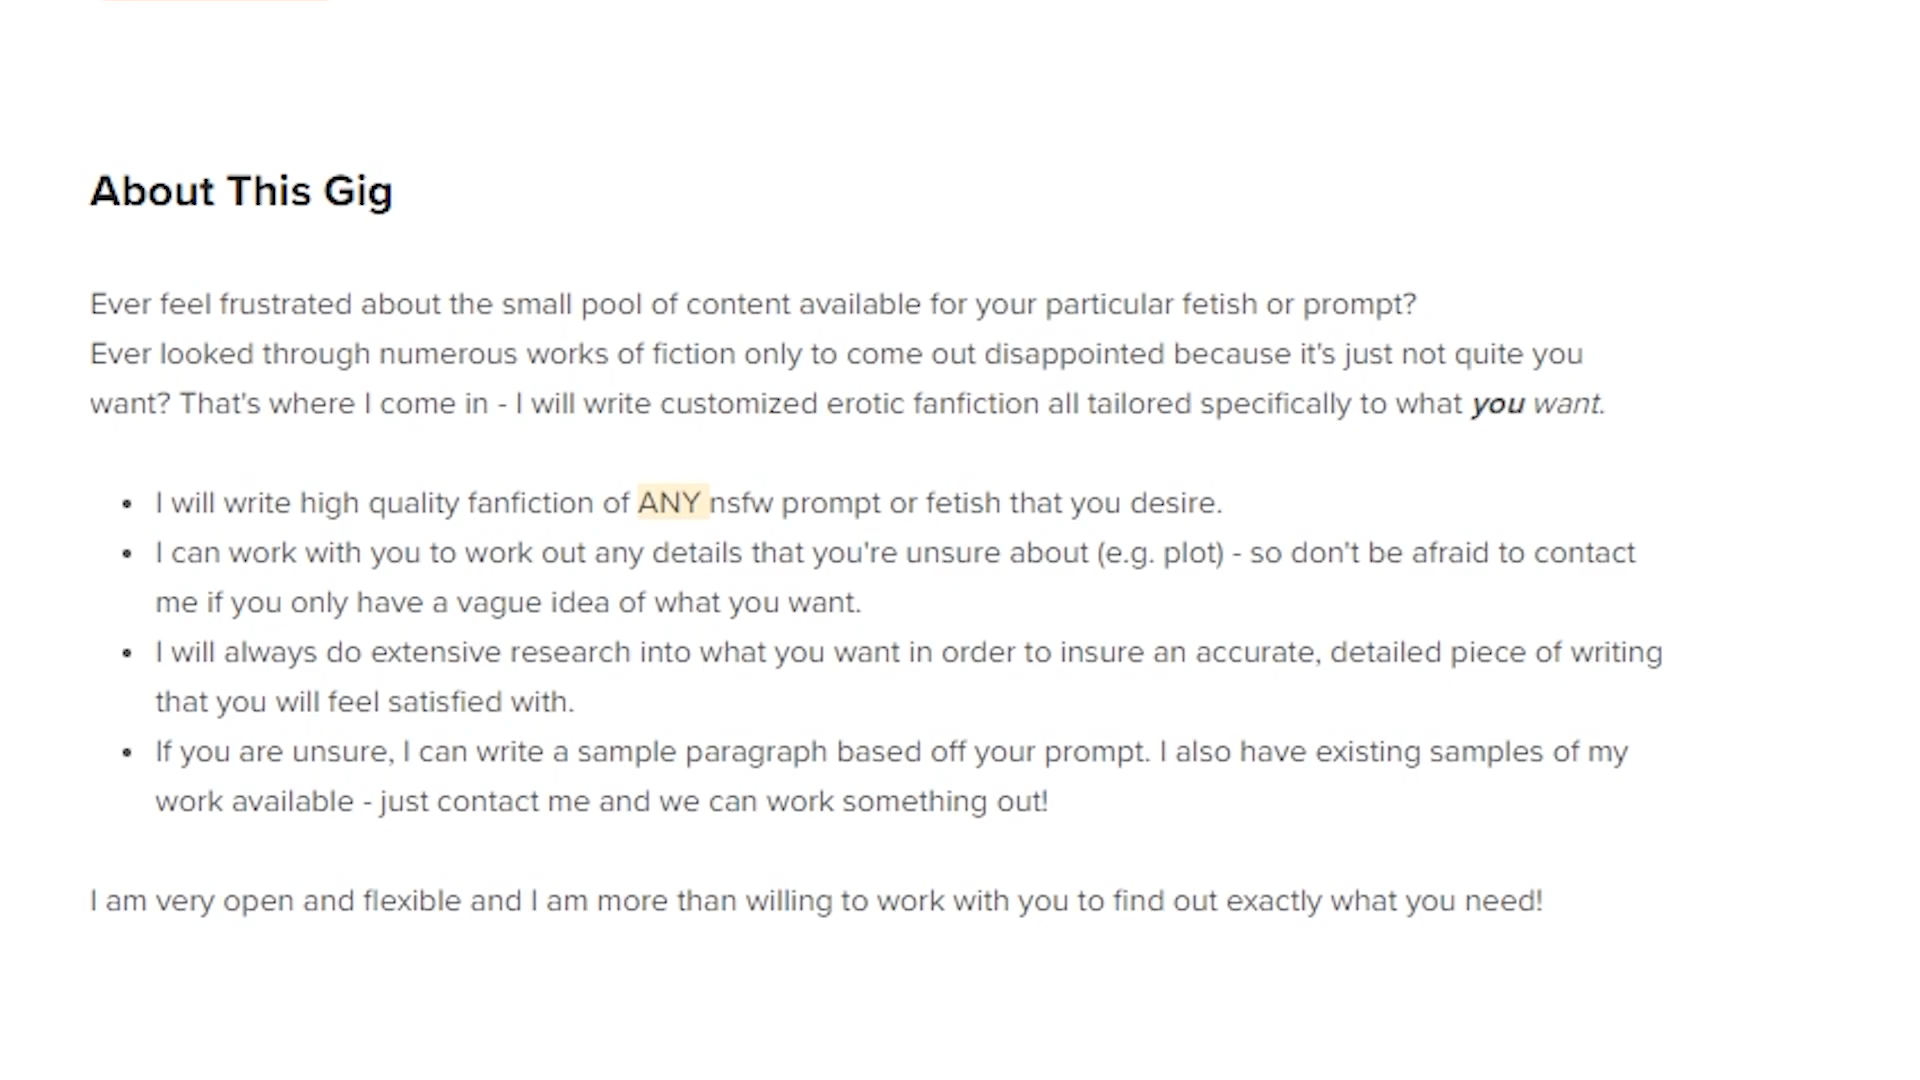 About This Gig
Ever feel frustrated about the small pool of content available for your particular fetish or prompt?
Ever looked through numerous works of fiction only to come out disappointed because it's just not quite you
want? That's where I come in - I will write customized erotic fanfiction all tailored specifically to what you want.
• I will write high quality fanfiction of ANY nsfw prompt or fetish that you desire.
• I can work with you to work out any details that you're unsure about (e.g. plot) - so don't be afraid to contact
me if you only have a vague idea of what you want.
• I will always do extensive research into what you want in order to insure an accurate, detailed piece of writing
that you will feel satisfied with.
• If you are unsure, I can write a sample paragraph based off your prompt. I also have existing samples of my
work available - just contact me and we can work something out!
I am very open and flexible and I am more than willing to work with you to find out exactly what you need!